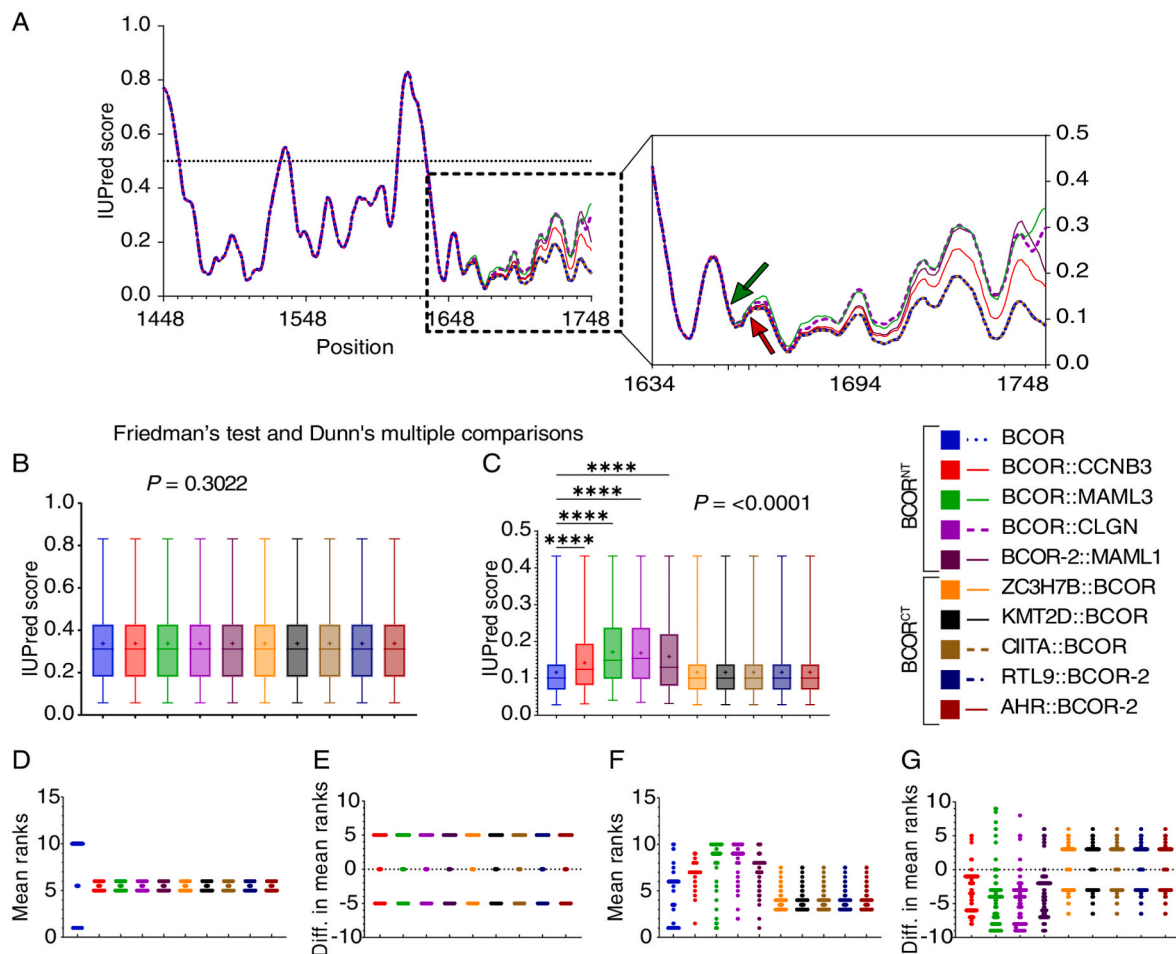 A
IUPred score
1.0
0.8
0.6
0.4
0.2
0.0
1448
1548
1648
1748
Position
0.5
0.4
0.3
0.2
0.1
0.0
1634
1694
1748
Friedman's test and Dunn's multiple comparisons
B
P = 0.3022
IUPred score
1.0
0.8
0.6
0.4
0.2
0.0
C
****
****
****
****
P = <0.0001
IUPred score
0.5
0.4
0.3
0.2
0.1
0.0
BCORNT
BCOR
BCOR::CCNB3
BCOR::MAML3
BCOR::CLGN
BCOR-2::MAML1
BCORCT
ZC3H7B::BCOR
KMT2D::BCOR
CIITA::BCOR
RTL9::BCOR-2
AHR::BCOR-2
D
Mean ranks
15
10
5
0
E
Diff. in mean ranks
10
5
0
−5
−10
F
Mean ranks
15
10
5
0
G
Diff. in mean ranks
10
5
0
−5
−10